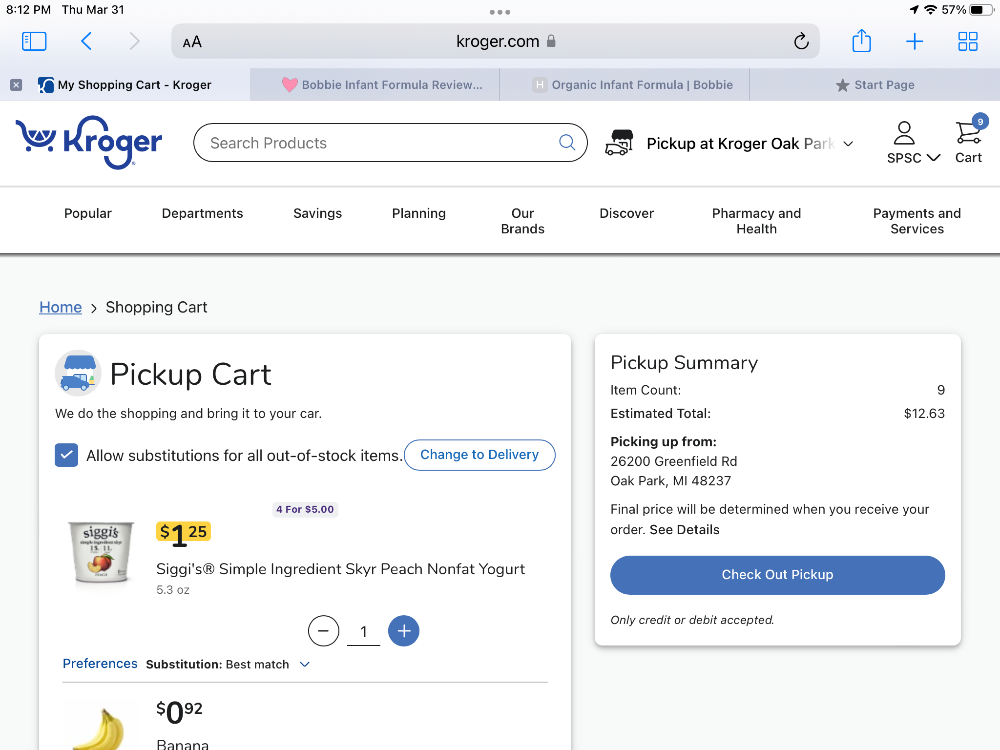 8:12 PM Thu Mar 31
57%
AA
kroger.com
My Shopping Cart - Kroger
Bobbie Infant Formula Review...
H Organic Infant Formula | Bobbie
Start Page
Kroger
Search Products
Pickup at Kroger Oak Park
SPSC
9
Cart
Popular
Departments
Savings
Planning
Our
Brands
Discover
Pharmacy and
Health
Payments and
Services
Home > Shopping Cart
Pickup Cart
We do the shopping and bring it to your car.
Allow substitutions for all out-of-stock items.
Change to Delivery
4 For $5.00
siggi's
simple ingredient skyr
15 11
PEACH
$1 25
Siggi's® Simple Ingredient Skyr Peach Nonfat Yogurt
5.3 oz
1
Preferences Substitution: Best match
$0 92
Banana
Pickup Summary
Item Count: 9
Estimated Total: $12.63
Picking up from:
26200 Greenfield Rd
Oak Park, MI 48237
Final price will be determined when you receive your
order. See Details
Check Out Pickup
Only credit or debit accepted.